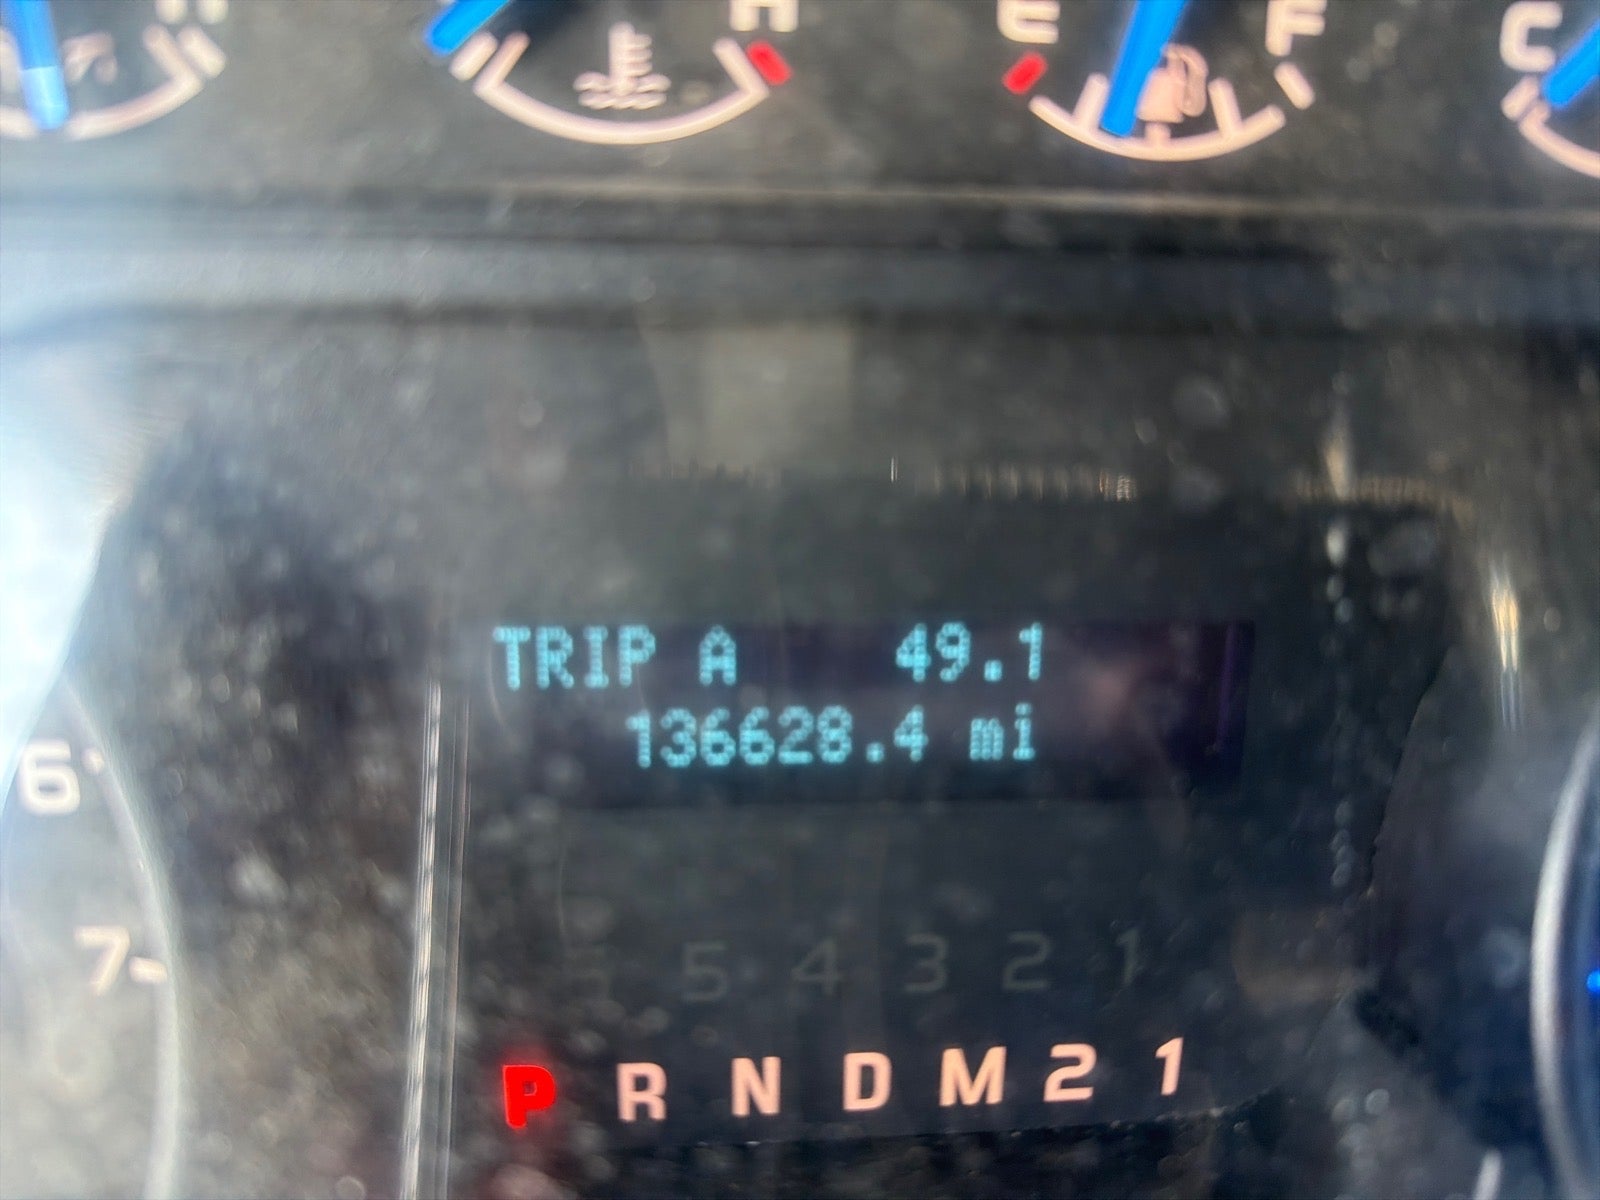 H
E
F
C
TRIP A 49.1
136628.4 mi
6
7
5 4 3 2 1
P R N D M 2 1